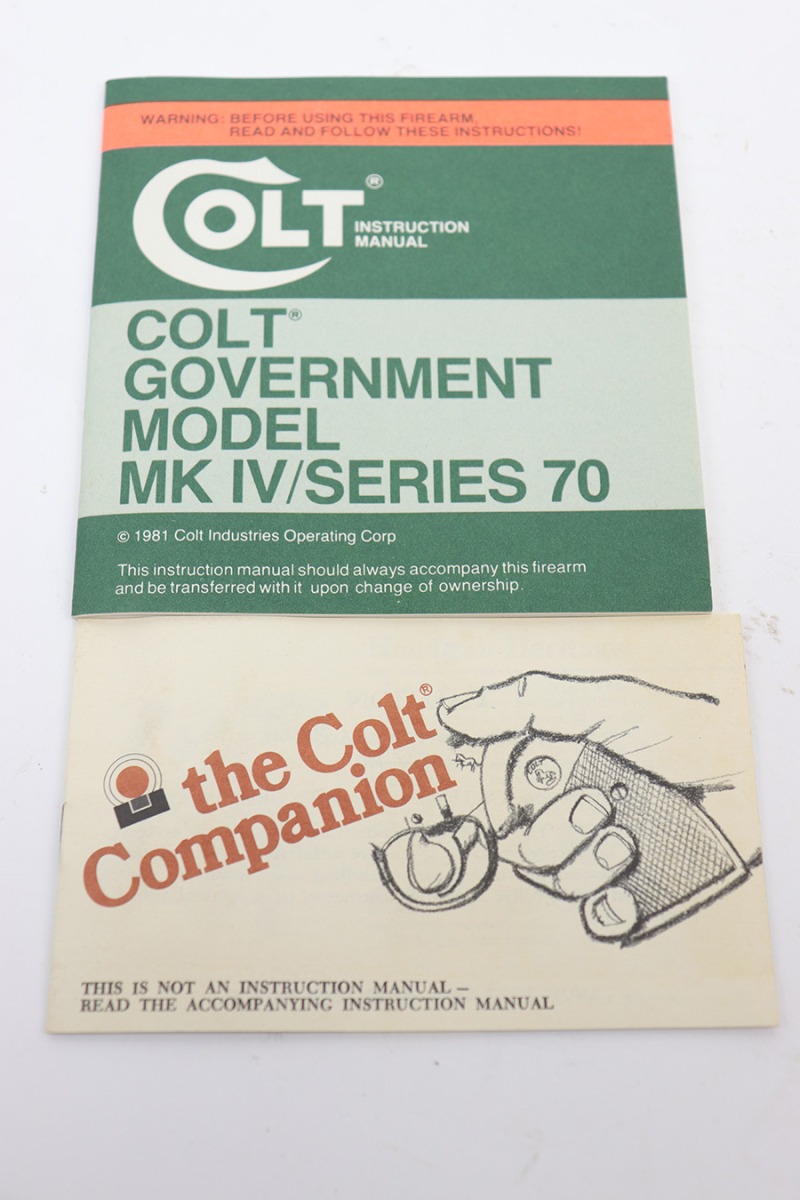 WARNING: BEFORE USING THIS FIREARM,
READ AND FOLLOW THESE INSTRUCTIONS!
COLT®
INSTRUCTION
MANUAL
COLT®
GOVERNMENT
MODEL
MK IV/SERIES 70
© 1981 Colt Industries Operating Corp
This instruction manual should always accompany this firearm
and be transferred with it upon change of ownership.
the Colt®
Companion
COLT
THIS IS NOT AN INSTRUCTION MANUAL –
READ THE ACCOMPANYING INSTRUCTION MANUAL